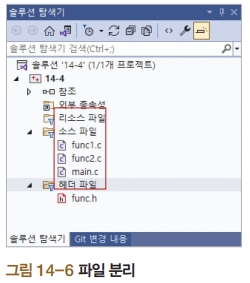 솔루션 탐색기
솔루션 탐색기 검색(Ctrl+;)
솔루션 '14-4' (1/1개 프로젝트)
14-4
참조
외부 종속성
리소스 파일
소스 파일
func1.c
func2.c
main.c
헤더 파일
func.h
솔루션 탐색기 Git 변경 내용
그림 14-6 파일 분리